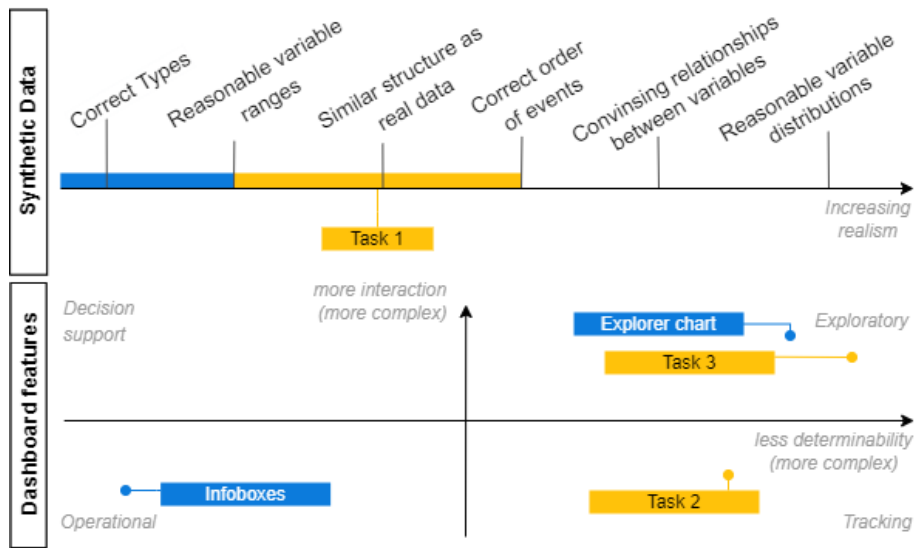 Synthetic Data
Correct Types
Reasonable variable
ranges
Similar structure as
real data
Correct order
of events
Convinsing relationships
between variables
Reasonable variable
distributions
Increasing
realism
Task 1
Dashboard features
Decision
support
more interaction
(more complex)
Explorer chart
Exploratory
Task 3
less determinability
(more complex)
Infoboxes
Task 2
Operational
Tracking